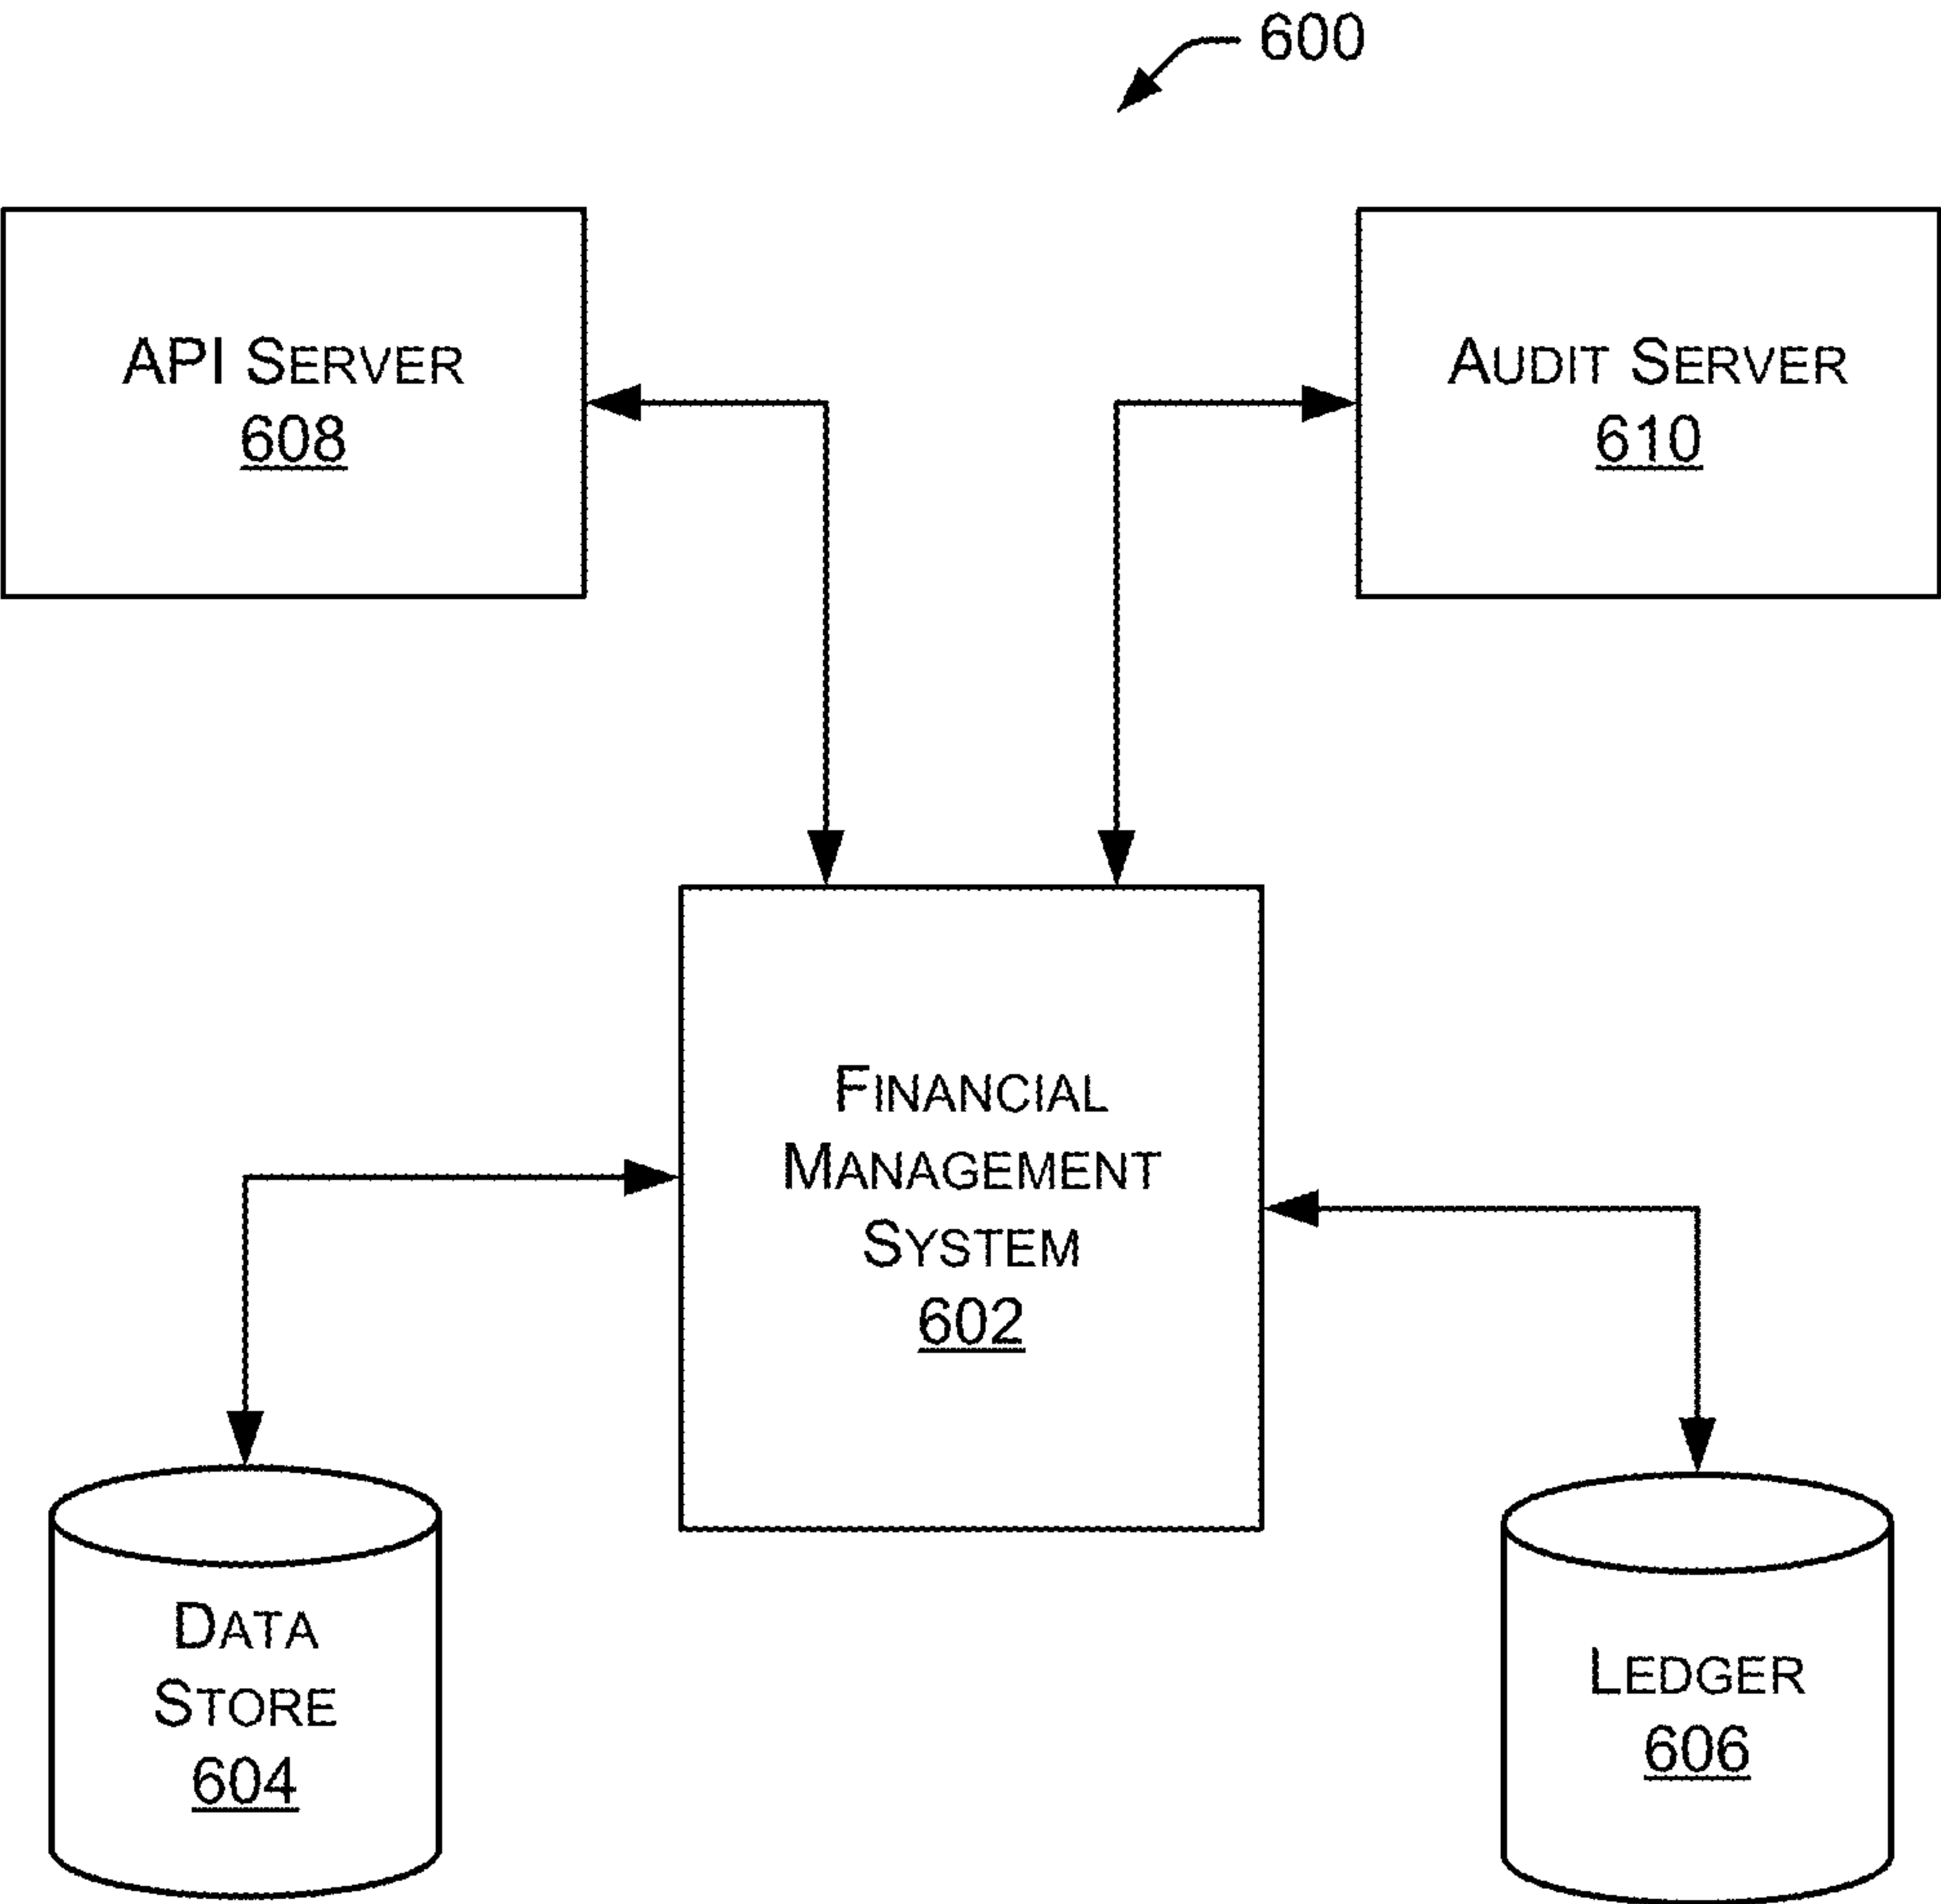 600
API SERVER
608
AUDIT SERVER
610
FINANCIAL
MANAGEMENT
SYSTEM
602
DATA
STORE
604
LEDGER
606